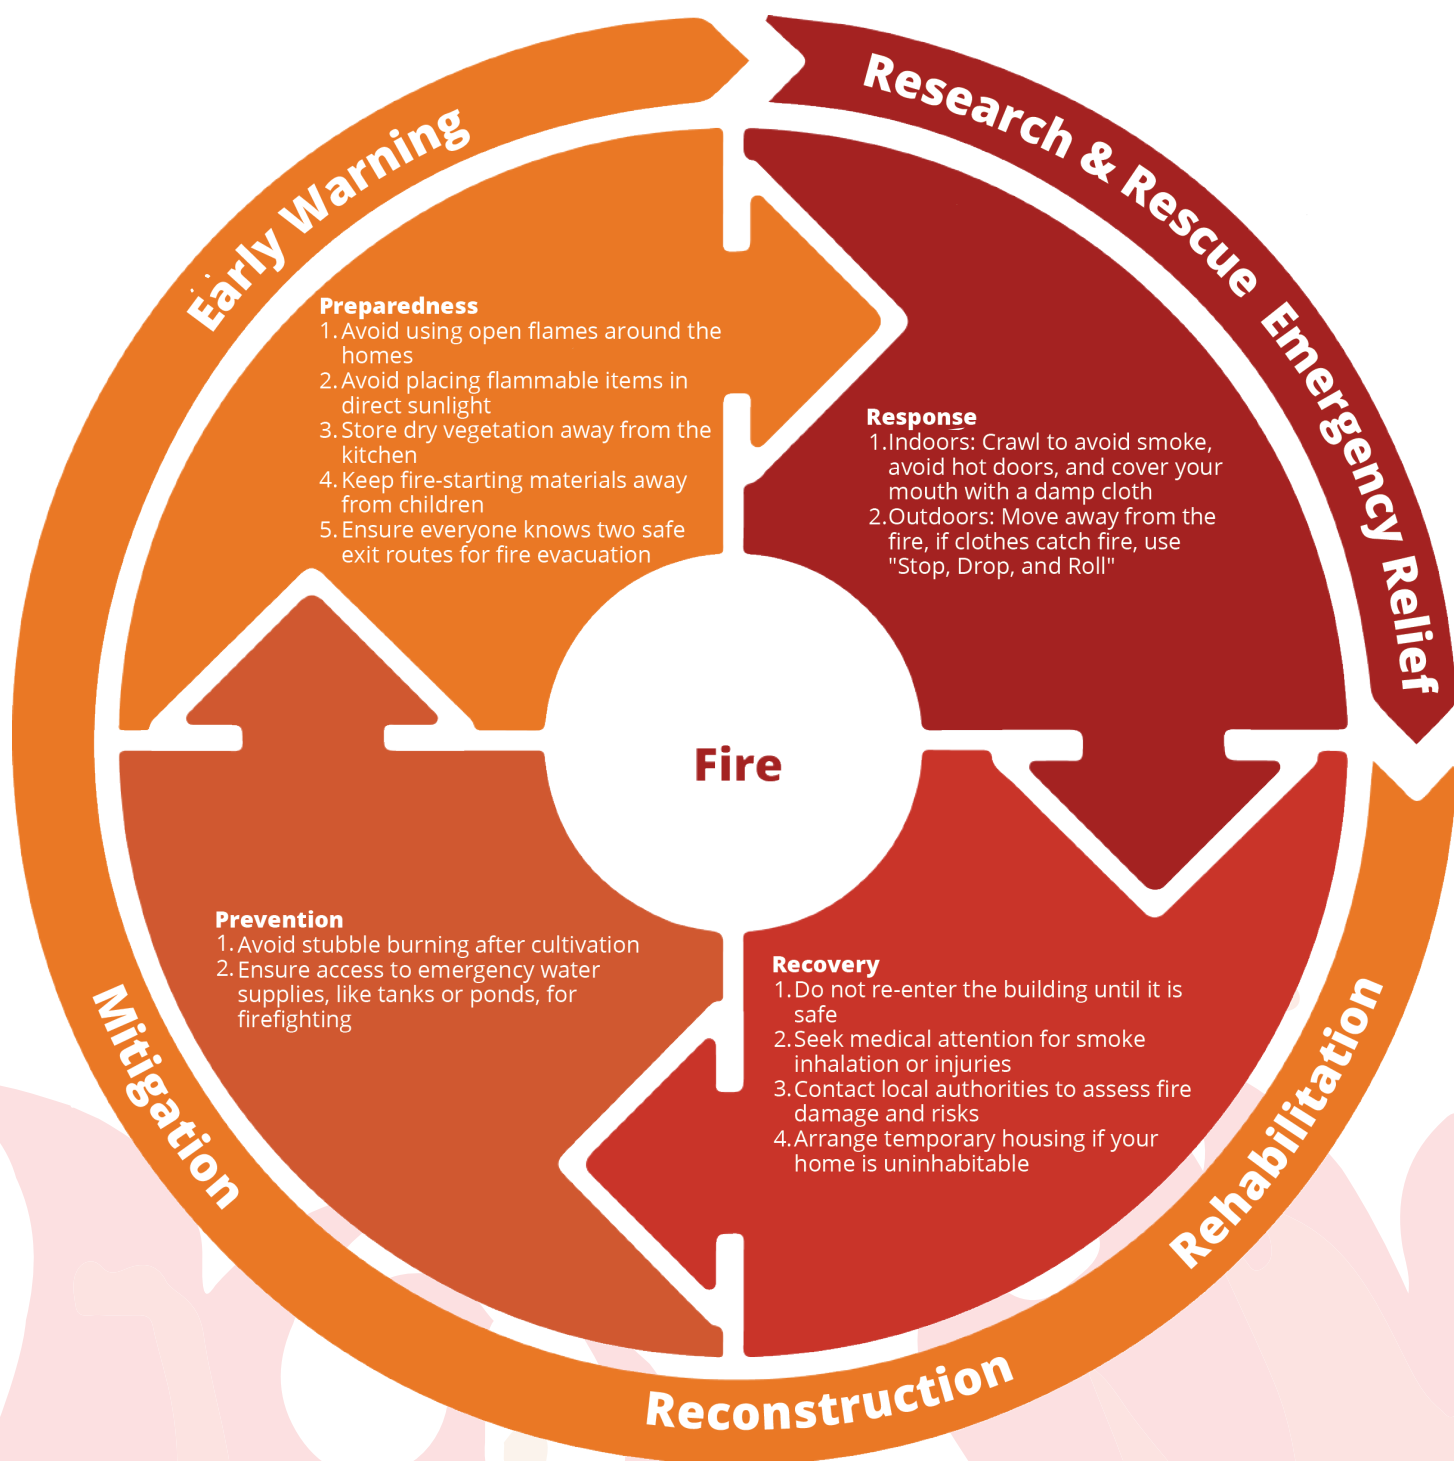 Early Warning
Research & Rescue Emergency Relief
Preparedness
1. Avoid using open flames around the
homes
2. Avoid placing flammable items in
direct sunlight
3. Store dry vegetation away from the
kitchen
4. Keep fire-starting materials away
from children
5. Ensure everyone knows two safe
exit routes for fire evacuation
Response
1.Indoors: Crawl to avoid smoke,
avoid hot doors, and cover your
mouth with a damp cloth
2.Outdoors: Move away from the
fire, if clothes catch fire, use
"Stop, Drop, and Roll"
Fire
Prevention
1. Avoid stubble burning after cultivation
2. Ensure access to emergency water
supplies, like tanks or ponds, for
firefighting
Recovery
1.Do not re-enter the building until it is
safe
2.Seek medical attention for smoke
inhalation or injuries
3.Contact local authorities to assess fire
damage and risks
4.Arrange temporary housing if your
home is uninhabitable
Mitigation
Rehabilitation
Reconstruction